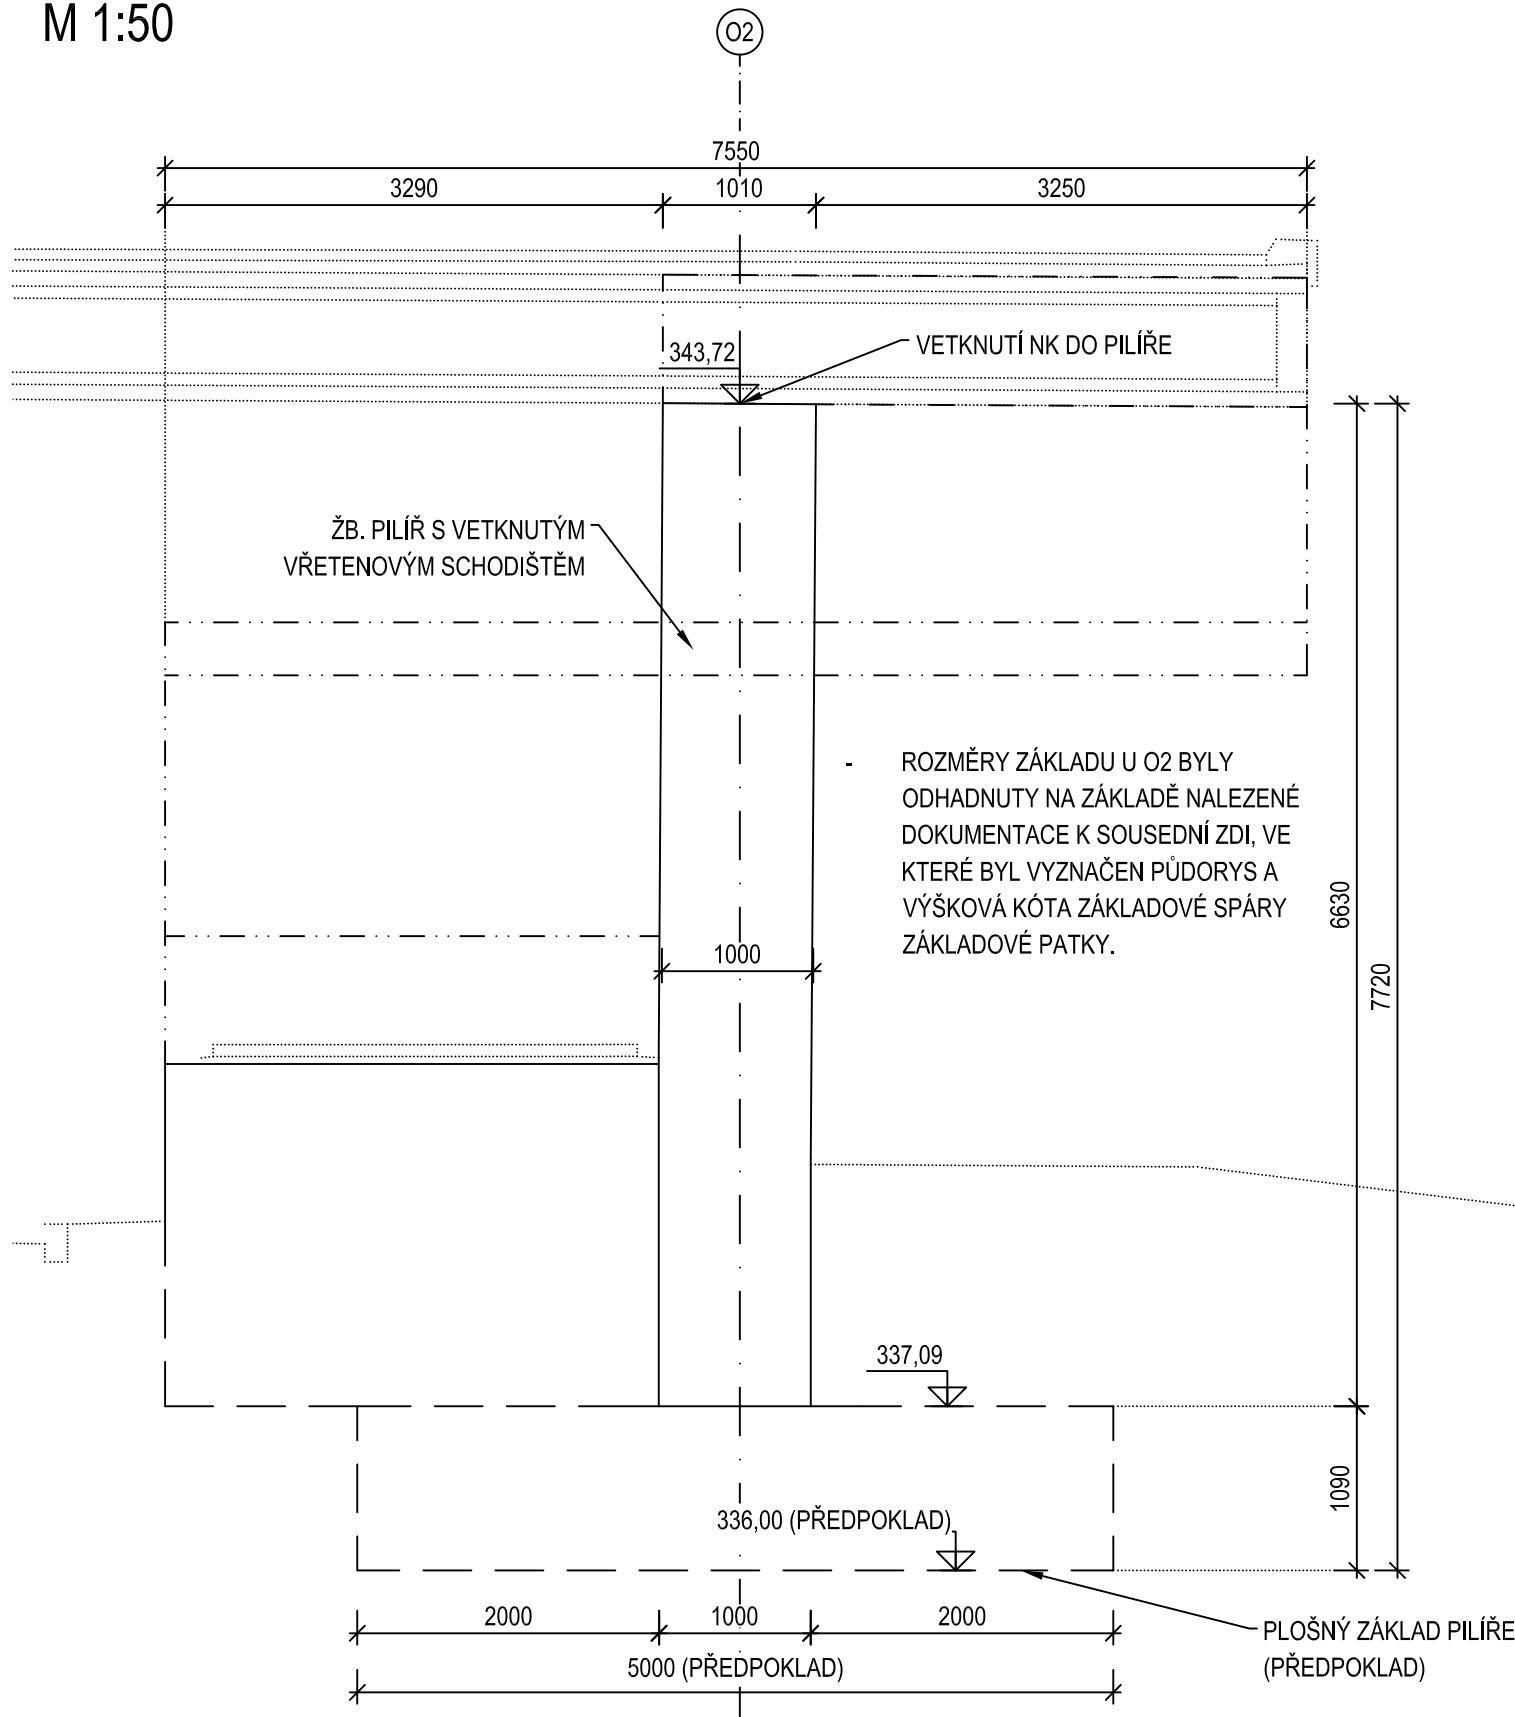 M 1:50
O2
7550
3290
1010
3250
343,72
VETKNUTÍ NK DO PILÍŘE
ŽB. PILÍŘ S VETKNUTÝM
VŘETENOVÝM SCHODIŠTĚM
- ROZMĚRY ZÁKLADU U O2 BYLY
ODHADNUTY NA ZÁKLADĚ NALEZENÉ
DOKUMENTACE K SOUSEDNÍ ZDI, VE
KTERÉ BYL VYZNAČEN PŮDORYS A
VÝŠKOVÁ KÓTA ZÁKLADOVÉ SPÁRY
ZÁKLADOVÉ PATKY.
1000
6630
7720
337,09
1090
336,00 (PŘEDPOKLAD)
2000
1000
2000
5000 (PŘEDPOKLAD)
PLOŠNÝ ZÁKLAD PILÍŘE
(PŘEDPOKLAD)